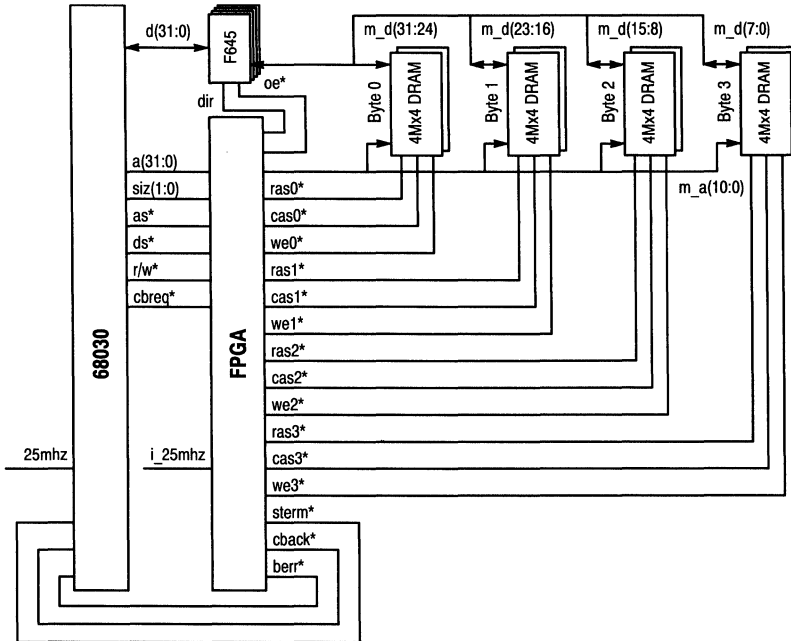 d(31:0)
F645
oe*
dir
m_d(31:24)
m_d(23:16)
m_d(15:8)
m_d(7:0)
Byte 0
4Mx4 DRAM
Byte 1
4Mx4 DRAM
Byte 2
4Mx4 DRAM
Byte 3
4Mx4 DRAM
m_a(10:0)
68030
FPGA
a(31:0)
siz(1:0)
as*
ds*
r/w*
cbreq*
25mhz
i_25mhz
ras0*
cas0*
we0*
ras1*
cas1*
we1*
ras2*
cas2*
we2*
ras3*
cas3*
we3*
sterm*
cback*
berr*